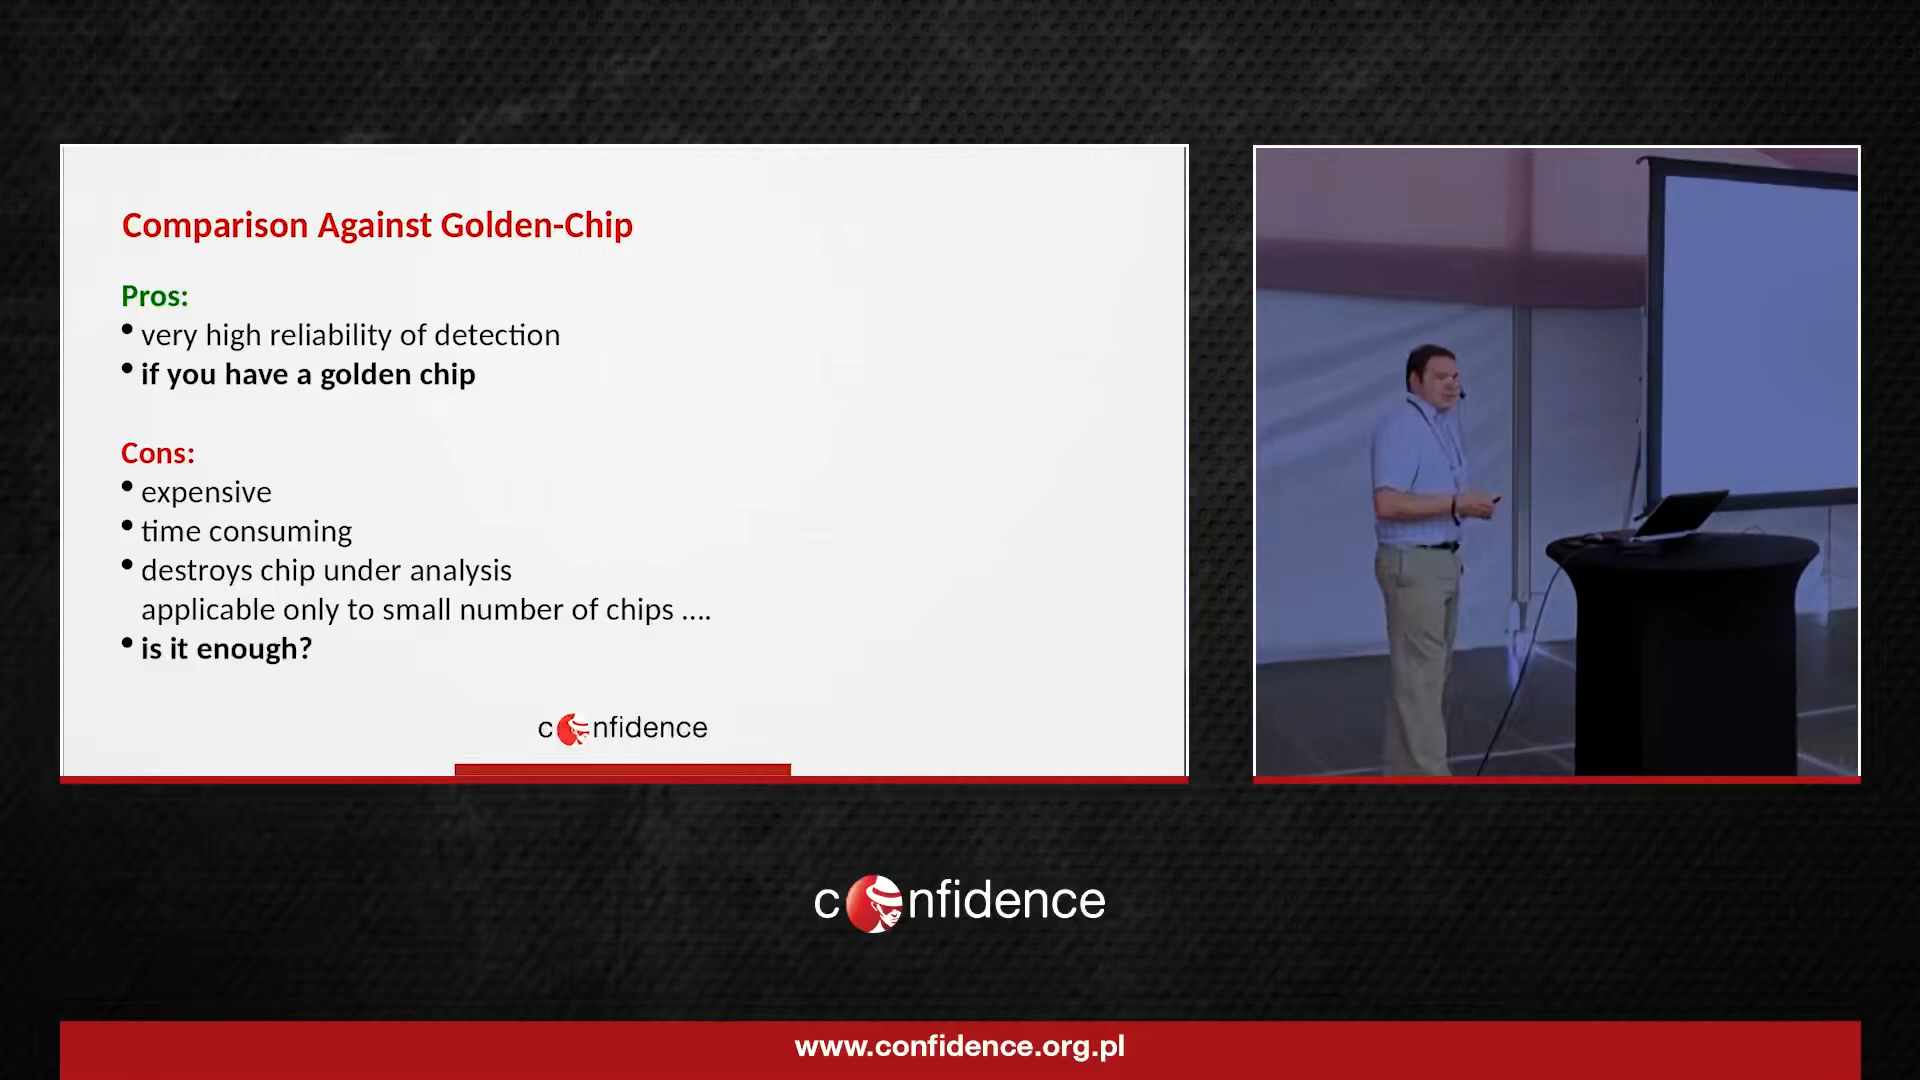 Comparison Against Golden-Chip
Pros:
• very high reliability of detection
• if you have a golden chip
Cons:
• expensive
• time consuming
• destroys chip under analysis
applicable only to small number of chips ....
• is it enough?
confidence
confidence
www.confidence.org.pl